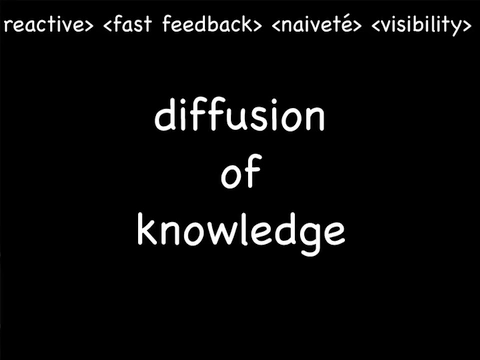 reactive> <fast feedback> <naiveté> <visibility>
diffusion
of
knowledge